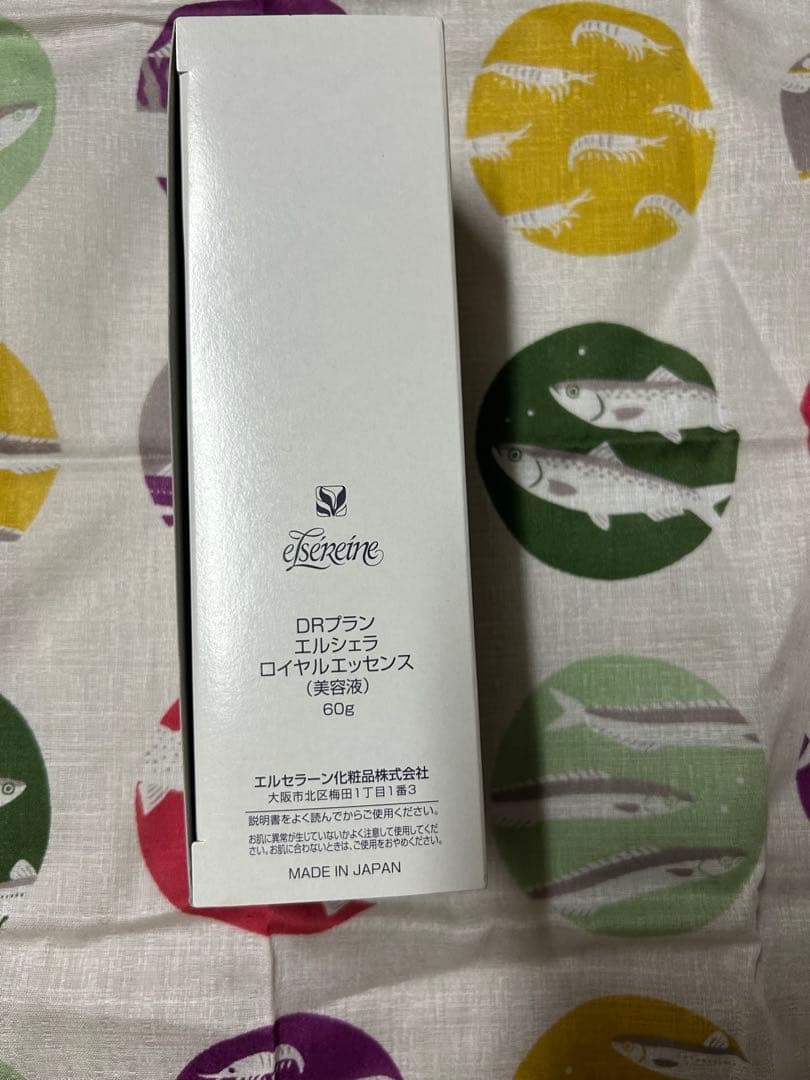 elséreine
DRプラン
エルシェラ
ロイヤルエッセンス
(美容液)
60g
エルセラーン化粧品株式会社
大阪市北区梅田1丁目1番3
説明書をよく読んでからご使用ください。
お肌に異常が生じていないかよく注意して使用してくだ
さい。お肌に合わないときは、ご使用をおやめください。
MADE IN JAPAN